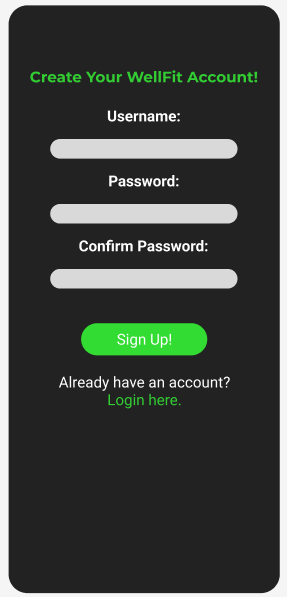 Create Your WellFit Account!
Username:
Password:
Confirm Password:
Sign Up!
Already have an account?
Login here.